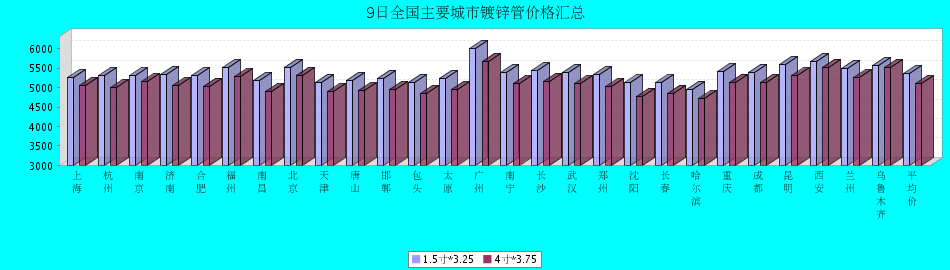 9日全国主要城市镀锌管价格汇总
6000
5500
5000
4500
4000
3500
3000
上海 杭州 南京 济南 合肥 福州 南昌 北京 天津 唐山 邯郸 包头 太原 广州 南宁 长沙 武汉 郑州 沈阳 长春 哈尔滨 重庆 成都 昆明 西安 兰州 乌鲁木齐 平均价
1.5寸*3.25 4寸*3.75